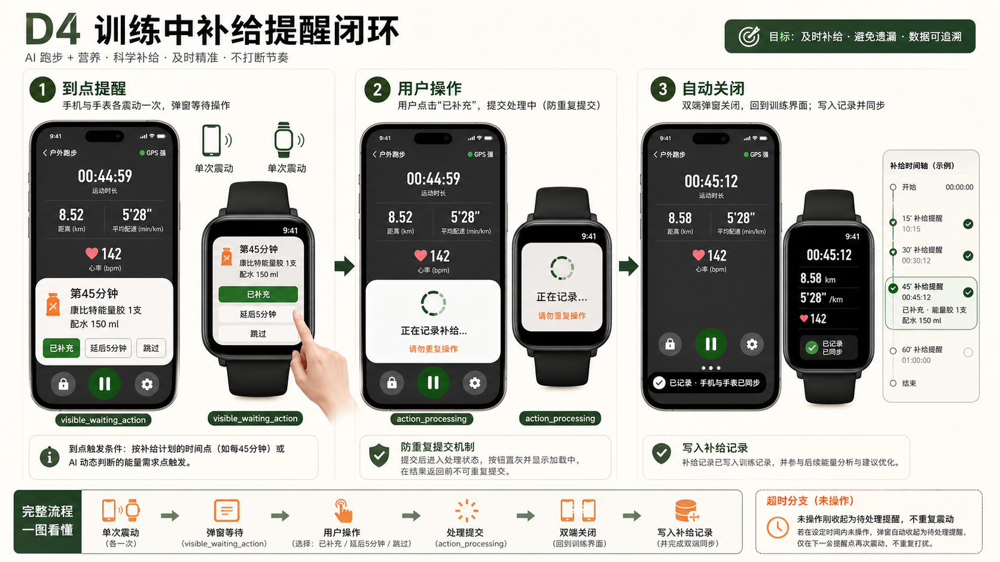 D4 训练中补给提醒闭环
AI 跑步 + 营养 · 科学补给 · 及时精准 · 不打断节奏
目标：及时补给 · 避免遗漏 · 数据可追溯
1 到点提醒
手机与手表各震动一次，弹窗等待操作
9:41
户外跑步
GPS 强
00:44:59
运动时长
8.52
距离 (km)
5'28"
平均配速 (min/km)
142
心率 (bpm)
第45分钟
康比特能量胶 1支
配水 150 ml
已补充
延后5分钟
跳过
visible_waiting_action
单次震动
单次震动
9:41
第45分钟
康比特能量胶 1支
配水 150 ml
已补充
延后5分钟
跳过
visible_waiting_action
到点触发条件：按补给计划的时间点（如每45分钟）或
AI 动态判断的能量需求点触发。
2 用户操作
用户点击“已补充”，提交处理中（防重复提交）
9:41
户外跑步
GPS 强
00:44:59
运动时长
8.52
距离 (km)
5'28"
平均配速 (min/km)
142
心率 (bpm)
正在记录补给...
请勿重复操作
action_processing
9:41
正在记录...
请勿重复操作
action_processing
防重复提交机制
提交后进入处理状态，按钮置灰并显示加载中，
在结果返回前不可重复提交。
3 自动关闭
双端弹窗关闭，回到训练界面；写入记录并同步
9:41
户外跑步
GPS 强
00:45:12
运动时长
8.58
距离 (km)
5'28"
平均配速 (min/km)
142
心率 (bpm)
已记录 · 手机与手表已同步
9:41
00:45:12
8.58 km
5'28" /km
142
已记录
已同步
补给时间轴（示例）
开始 00:00:00
15' 补给提醒
10:15
30' 补给提醒
00:30:12
45' 补给提醒
00:45:12
已补充 · 能量胶 1支
配水 150 ml
60' 补给提醒
01:00:00
结束
写入补给记录
补给记录已写入训练记录，并参与后续能量分析与建议优化。
完整流程
一图看懂
单次震动
（各一次）
弹窗等待
（visible_waiting_action）
用户操作
（选择：已补充 / 延后5分钟 / 跳过）
处理提交
（action_processing）
双端关闭
（回到训练界面）
写入补给记录
（并完成双端同步）
超时分支（未操作）
未操作则收起为待处理提醒，不重复震动
若在设定时间内未操作，弹窗自动收起为待处理提醒，
仅在下一提醒点再次震动，不重复打扰。